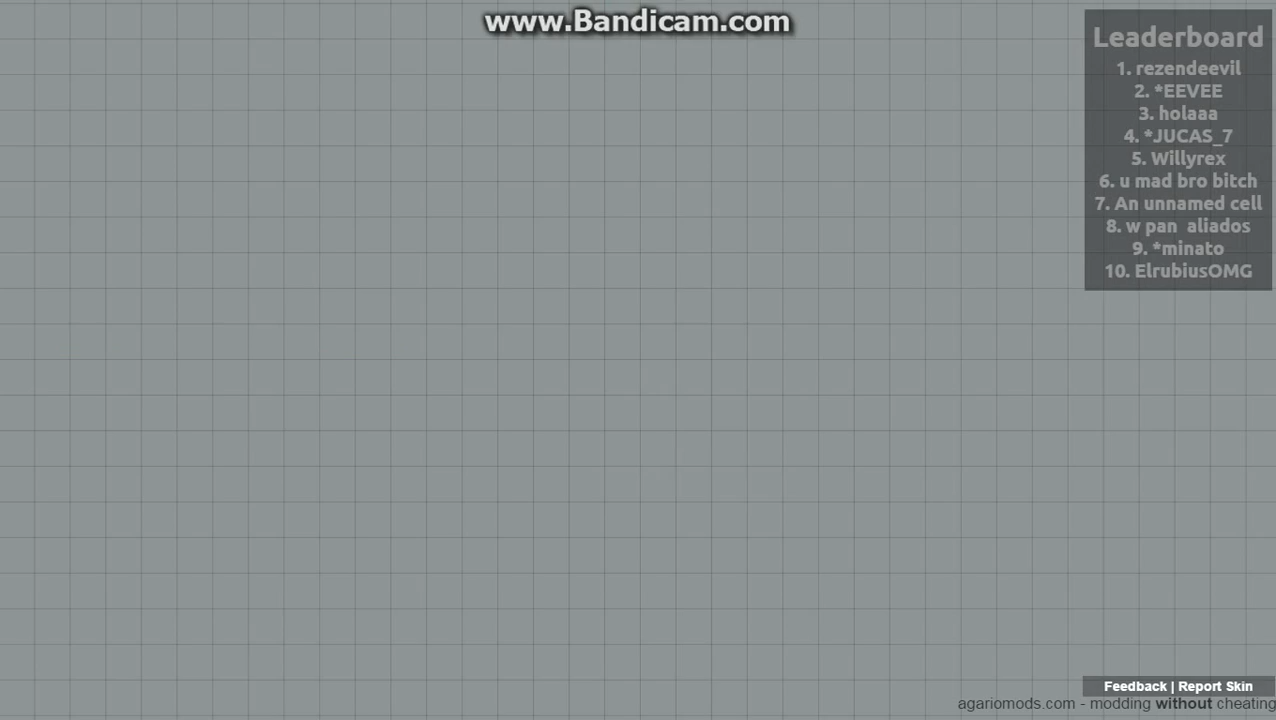 www.Bandicam.com
Leaderboard
1. rezendeevil
2. *EEVEE
3. holaaa
4. *JUCAS_7
5. Willyrex
6. u mad bro bitch
7. An unnamed cell
8. w pan  aliados
9. *minato
10. ElrubiusOMG
Feedback | Report Skin
agariomods.com - modding without cheating